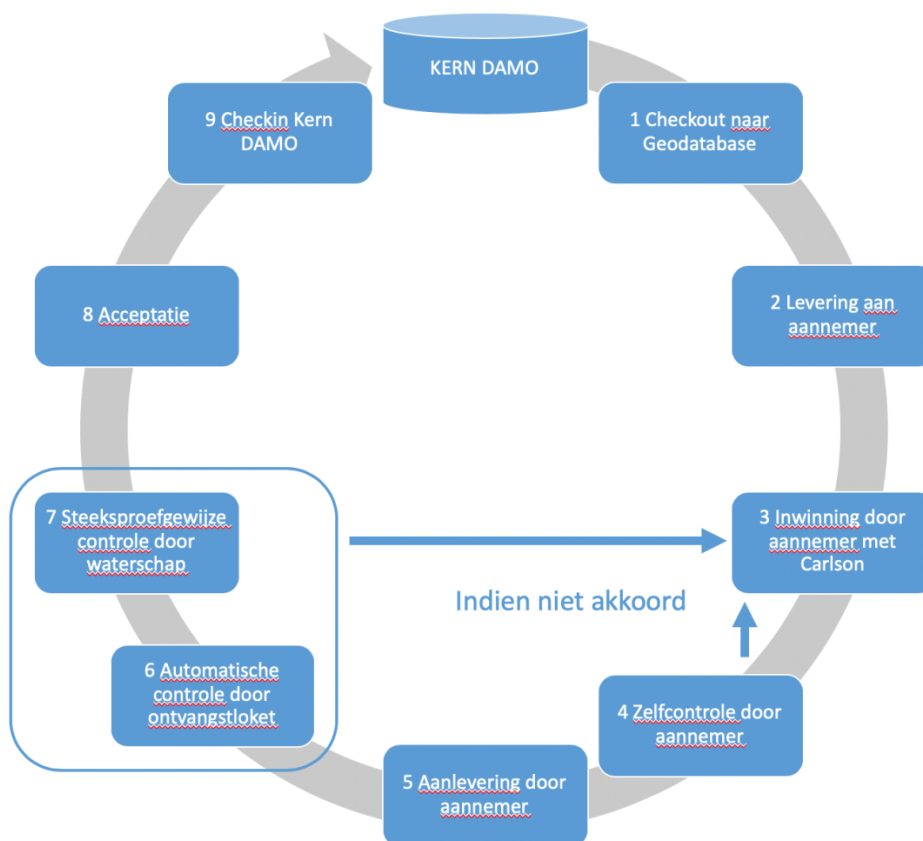 KERN DAMO
1 Checkout naar
Geodatabase
2 Levering aan
aannemer
3 Inwinning door
aannemer met
Carlson
4 Zelfcontrole door
aannemer
5 Aanlevering door
aannemer
6 Automatische
controle door
ontvangstloket
7 Steeksproefgewijze
controle door
waterschap
8 Acceptatie
9 Checkin Kern
DAMO
Indien niet akkoord